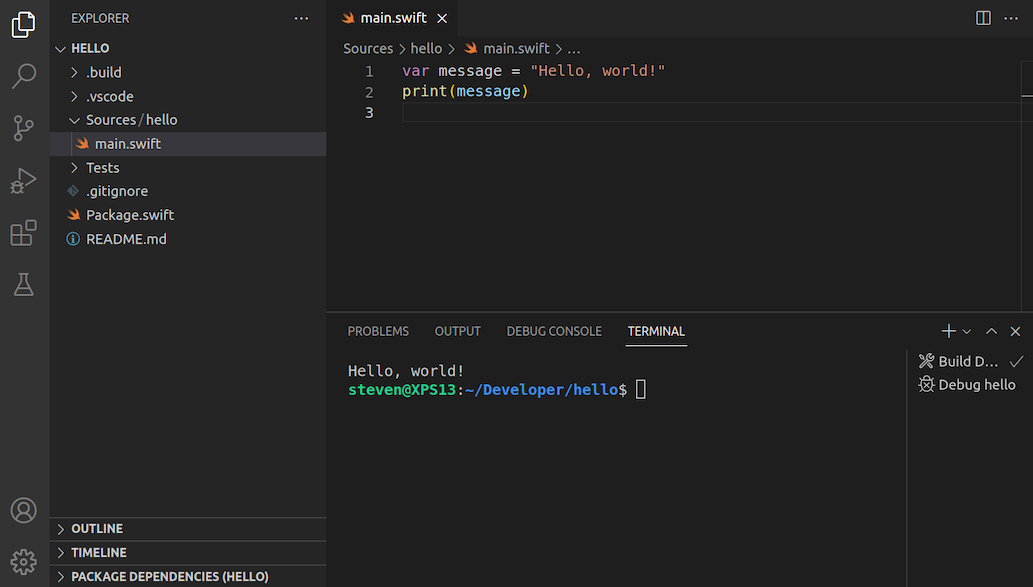 EXPLORER
HELLO
.build
.vscode
Sources/hello
main.swift
Tests
.gitignore
Package.swift
README.md
OUTLINE
TIMELINE
PACKAGE DEPENDENCIES (HELLO)
main.swift
Sources > hello > main.swift > ...
1 var message = "Hello, world!"
2 print(message)
3
PROBLEMS OUTPUT DEBUG CONSOLE TERMINAL
Hello, world!
steven@XPS13:~/Developer/hello$
Build D...
Debug hello